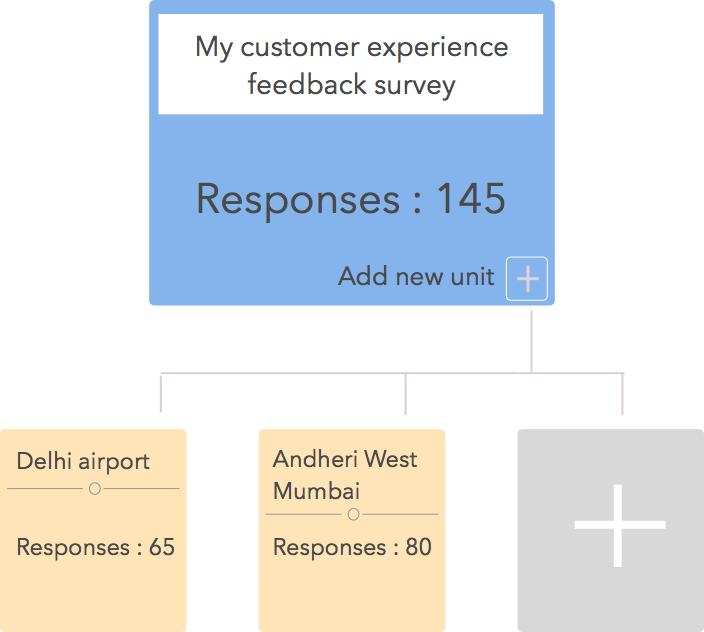 My customer experience
feedback survey
Responses : 145
Add new unit
Delhi airport
Responses : 65
Andheri West
Mumbai
Responses : 80